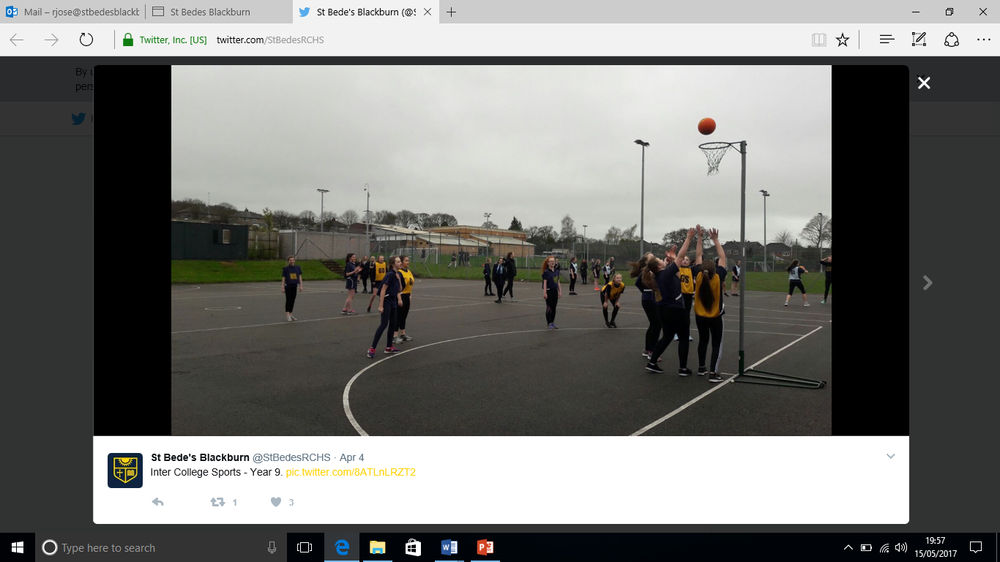 Mail – rjose@stbedesblackb
St Bedes Blackburn
St Bede's Blackburn (@S
Twitter, Inc. [US]
twitter.com/StBedesRCHS
By u
pers
GD
GS
St Bede's Blackburn @StBedesRCHS · Apr 4
Inter College Sports - Year 9. pic.twitter.com/8ATLnLRZT2
1
3
Type here to search
19:57
15/05/2017